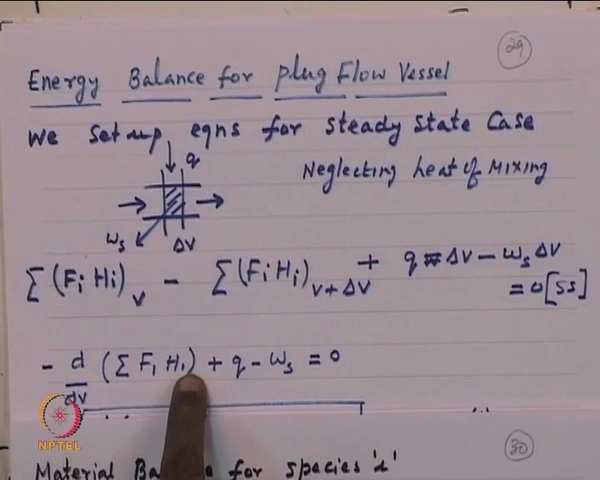 29
Energy Balance for Plug Flow Vessel
We set up eqns for steady state case
Neglecting heat of Mixing
q
Ws ΔV
Σ (Fi Hi)V - Σ (Fi Hi)V+ΔV + q ΔV - Ws ΔV
= 0 [SS]
- d/dV (Σ Fi Hi) + q - Ws = 0
NPTEL
30
Material for species 'i'